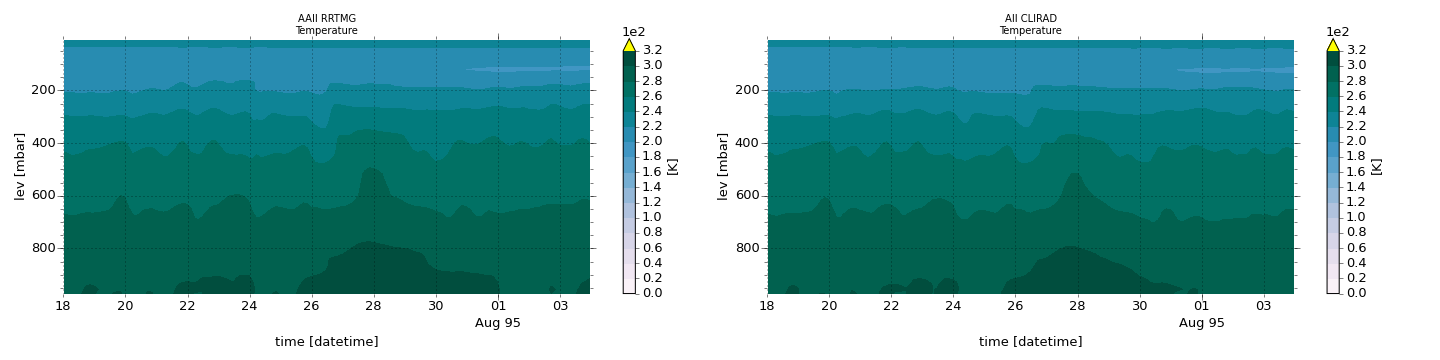 AAII RRTMG
Temperature
1e2
3.2
3.0
2.8
2.6
2.4
2.2
2.0
1.8
1.6
1.4
1.2
1.0
0.8
0.6
0.4
0.2
0.0
[K]
200
400
600
800
lev [mbar]
18 20 22 24 26 28 30 01 03
Aug 95
time [datetime]
AII CLIRAD
Temperature
1e2
3.2
3.0
2.8
2.6
2.4
2.2
2.0
1.8
1.6
1.4
1.2
1.0
0.8
0.6
0.4
0.2
0.0
[K]
200
400
600
800
lev [mbar]
18 20 22 24 26 28 30 01 03
Aug 95
time [datetime]